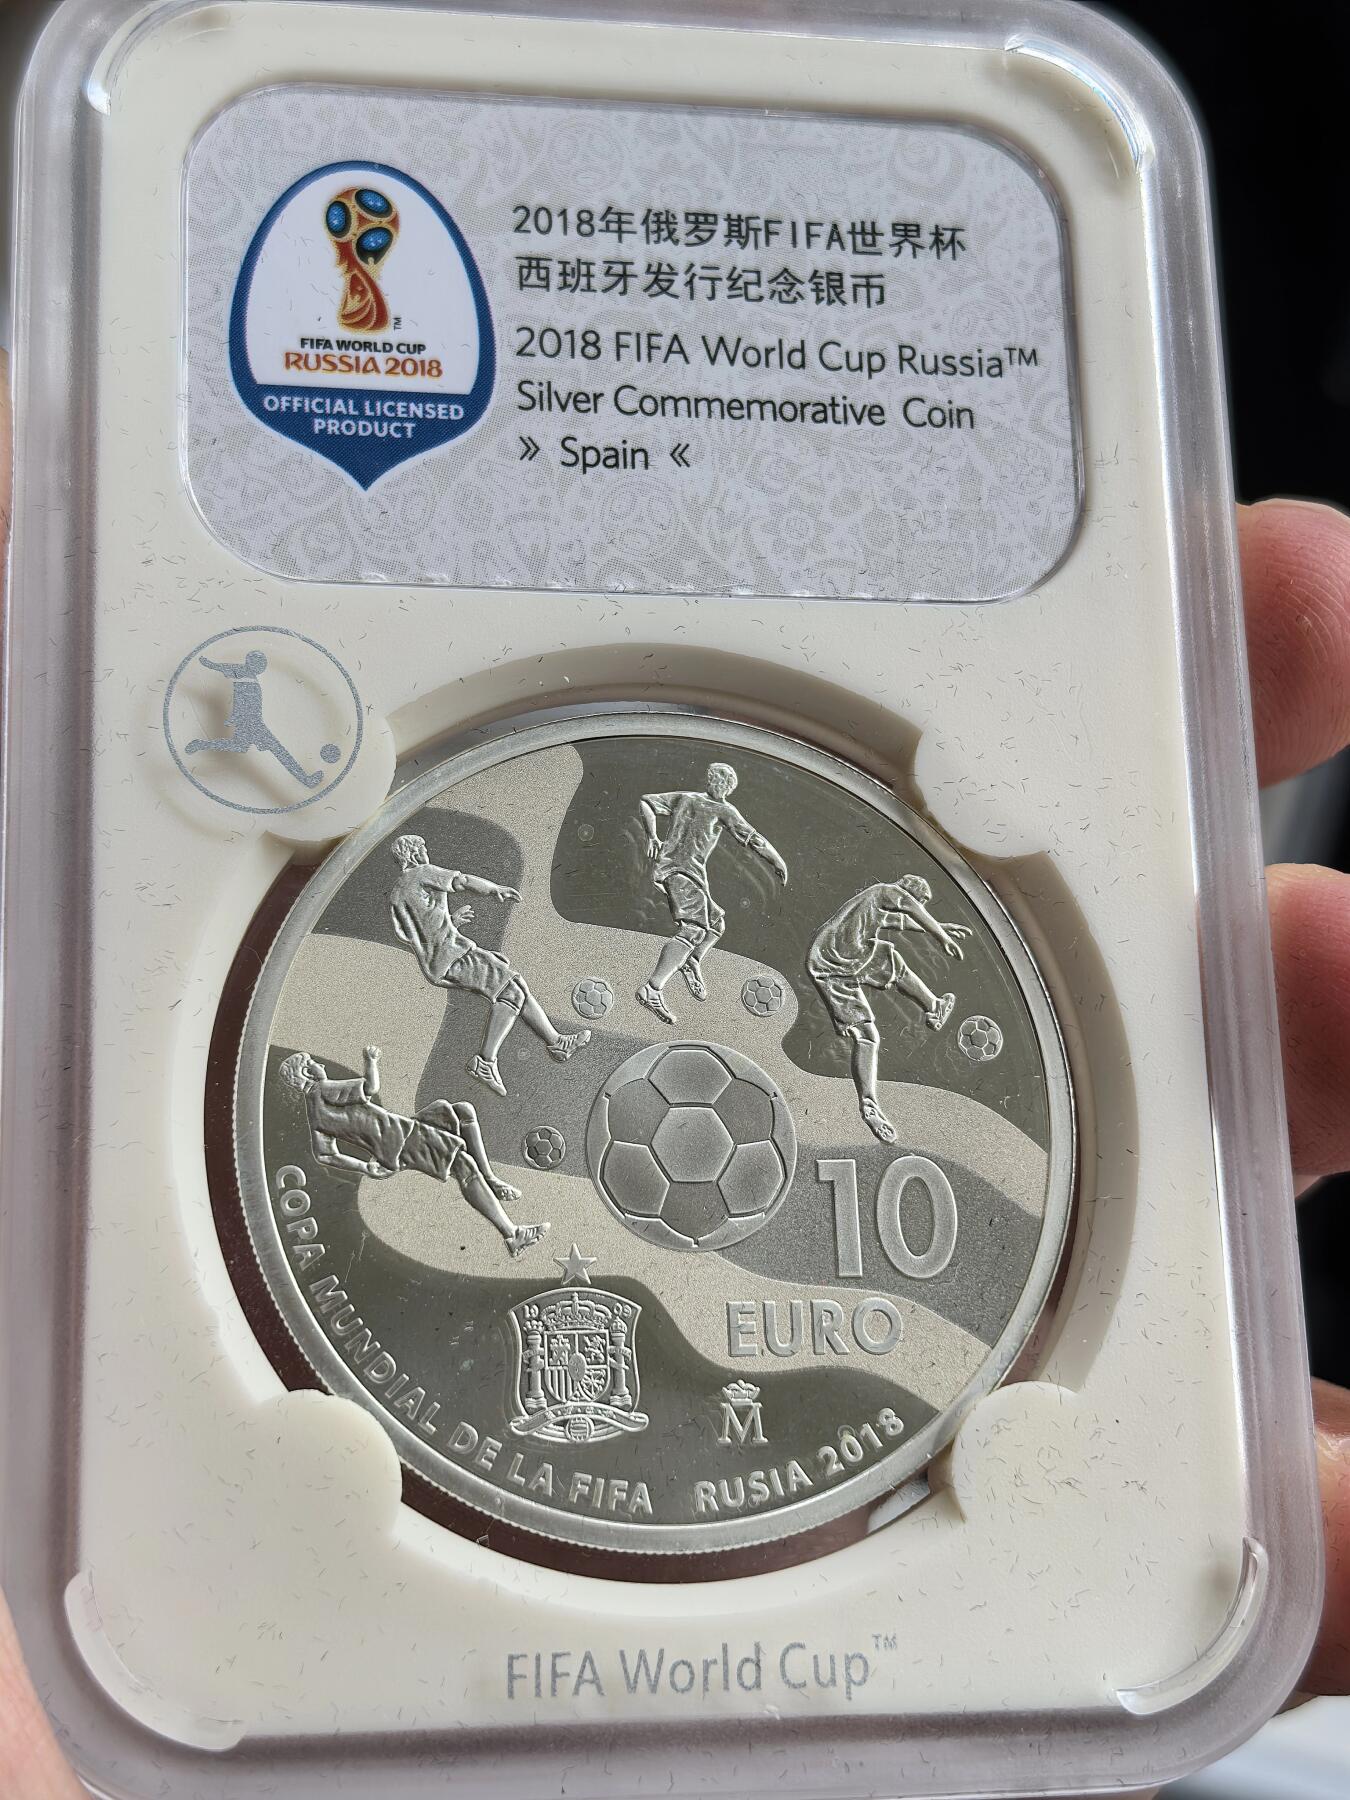 2018年俄罗斯FIFA世界杯
西班牙发行纪念银币
2018 FIFA World Cup Russia™
Silver Commemorative Coin
» Spain «
FIFA WORLD CUP™
RUSSIA 2018
OFFICIAL LICENSED
PRODUCT
10
EURO
1909
M
COPA MUNDIAL DE LA FIFA RUSIA 2018
FIFA World Cup™